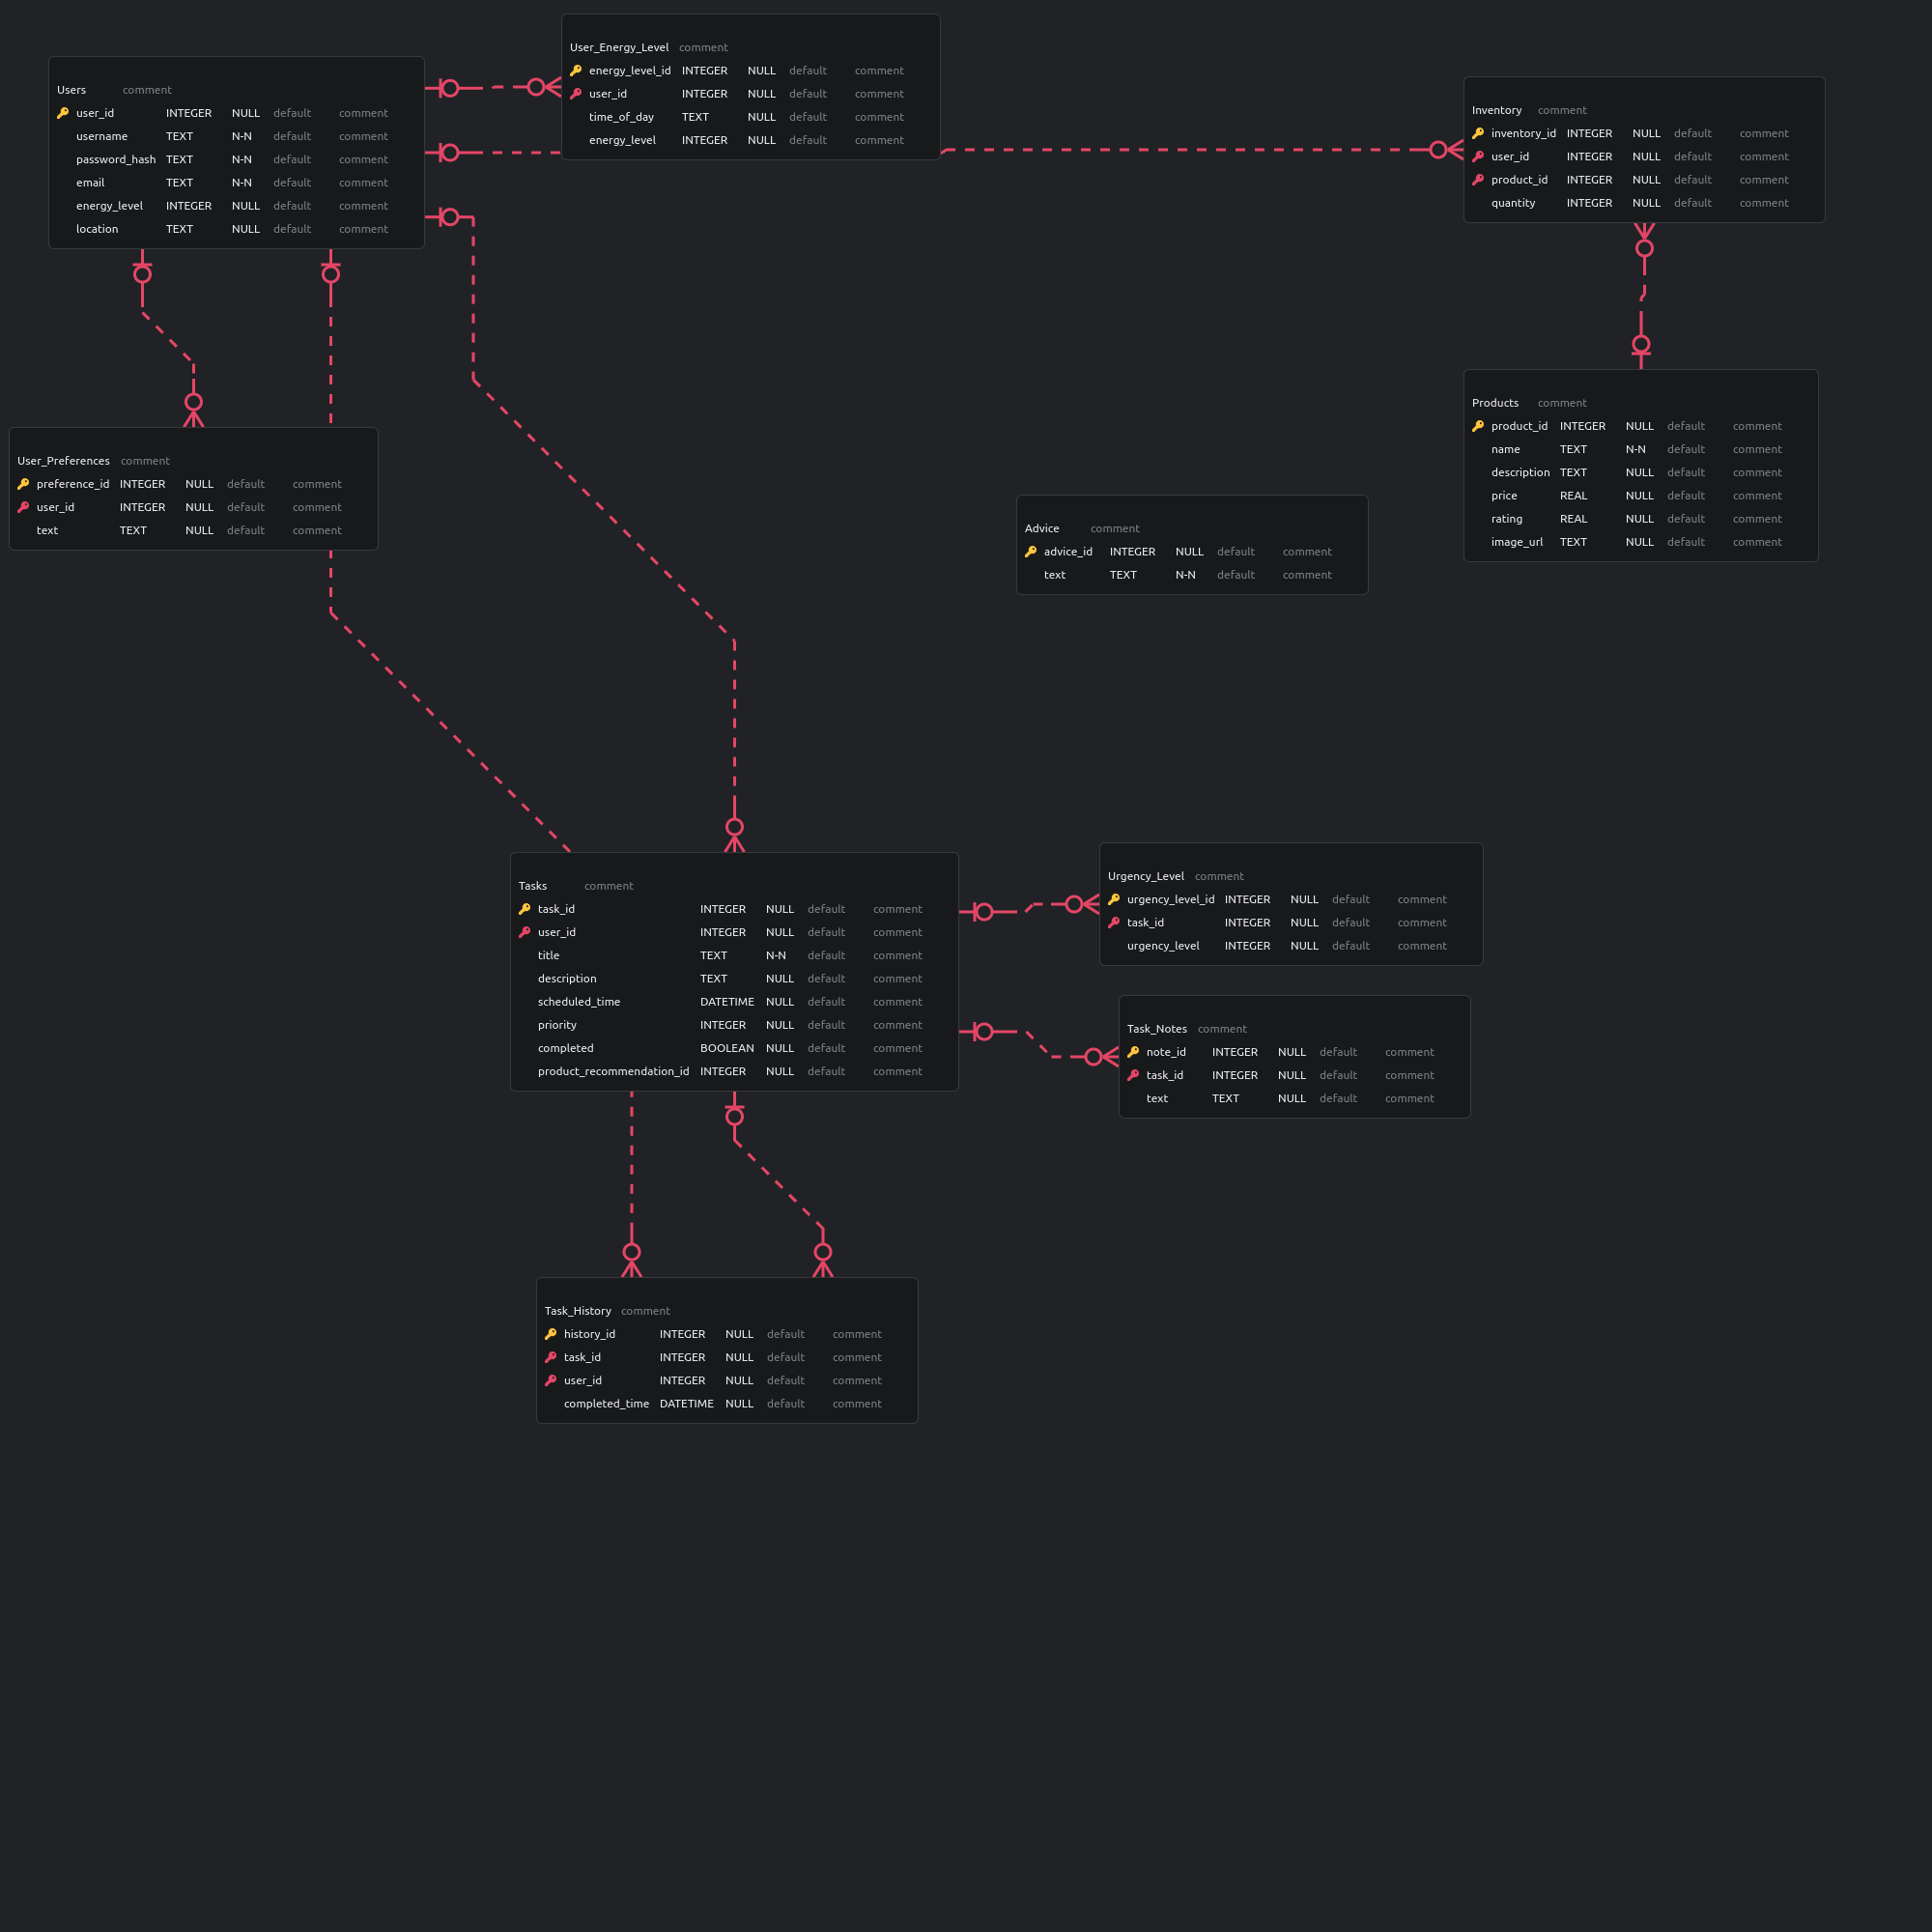 Users comment
user_id INTEGER NULL default comment
username TEXT N-N default comment
password_hash TEXT N-N default comment
email TEXT N-N default comment
energy_level INTEGER NULL default comment
location TEXT NULL default comment
User_Energy_Level comment
energy_level_id INTEGER NULL default comment
user_id INTEGER NULL default comment
time_of_day TEXT NULL default comment
energy_level INTEGER NULL default comment
Inventory comment
inventory_id INTEGER NULL default comment
user_id INTEGER NULL default comment
product_id INTEGER NULL default comment
quantity INTEGER NULL default comment
User_Preferences comment
preference_id INTEGER NULL default comment
user_id INTEGER NULL default comment
text TEXT NULL default comment
Advice comment
advice_id INTEGER NULL default comment
text TEXT N-N default comment
Products comment
product_id INTEGER NULL default comment
name TEXT N-N default comment
description TEXT NULL default comment
price REAL NULL default comment
rating REAL NULL default comment
image_url TEXT NULL default comment
Tasks comment
task_id INTEGER NULL default comment
user_id INTEGER NULL default comment
title TEXT N-N default comment
description TEXT NULL default comment
scheduled_time DATETIME NULL default comment
priority INTEGER NULL default comment
completed BOOLEAN NULL default comment
product_recommendation_id INTEGER NULL default comment
Urgency_Level comment
urgency_level_id INTEGER NULL default comment
task_id INTEGER NULL default comment
urgency_level INTEGER NULL default comment
Task_Notes comment
note_id INTEGER NULL default comment
task_id INTEGER NULL default comment
text TEXT NULL default comment
Task_History comment
history_id INTEGER NULL default comment
task_id INTEGER NULL default comment
user_id INTEGER NULL default comment
completed_time DATETIME NULL default comment